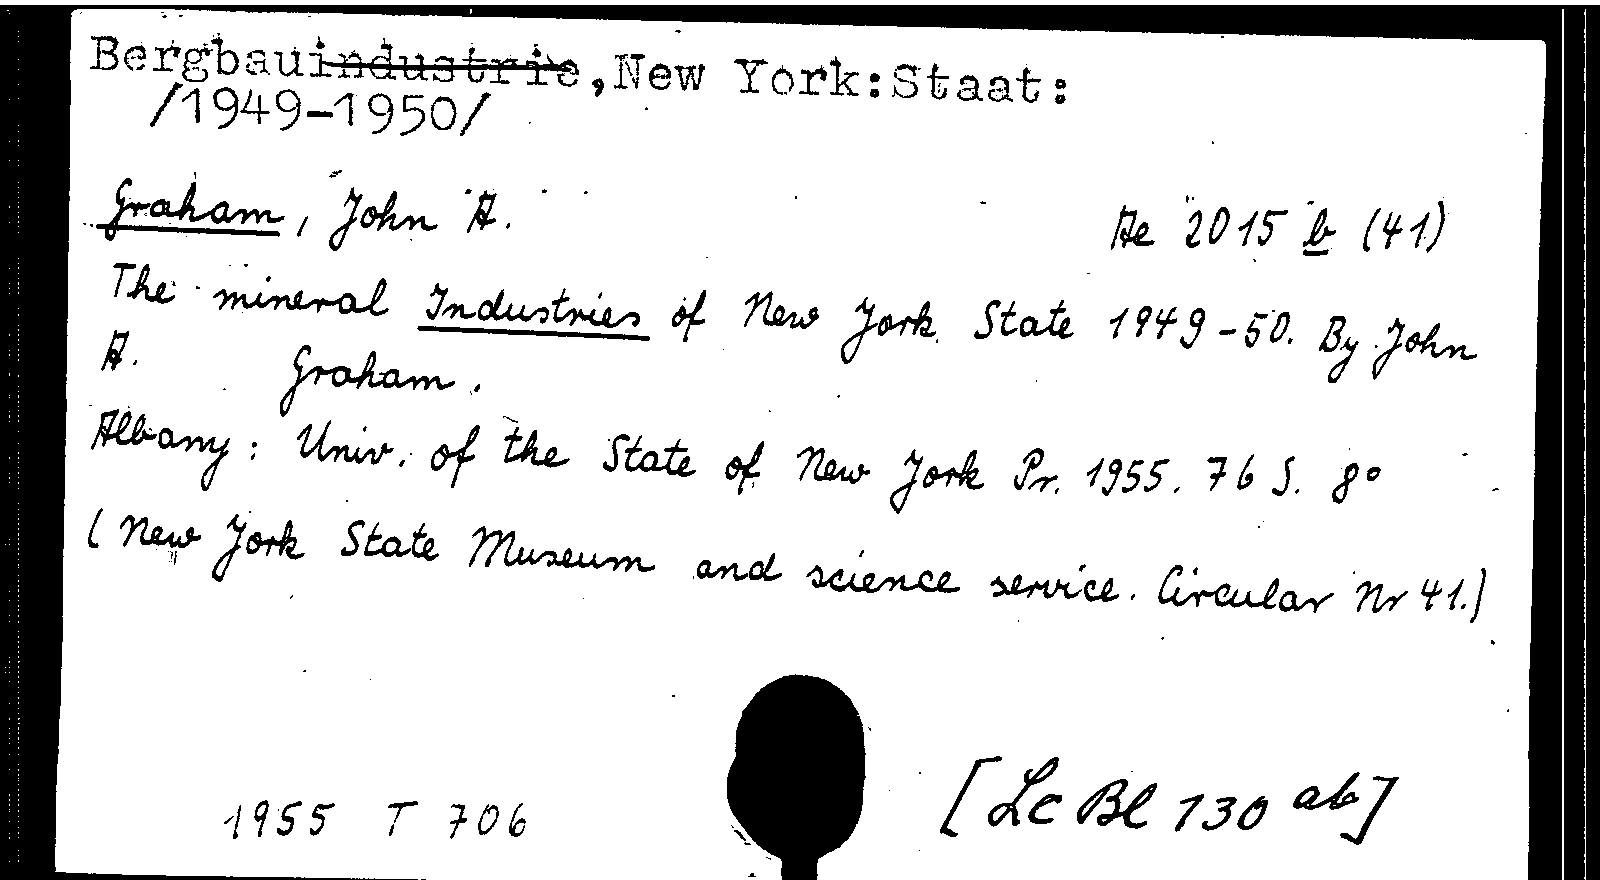 Bergbauindustrie,New York:Staat:
/1949-1950/
Graham, John A. Ae 2015 b (41)
The mineral Industries of New York State 1949-50. By John
A. Graham.
Albany: Univ. of the State of New York Pr. 1955. 76 S. 8°
(New York State Museum and science service. Circular Nr 41.)
1955 T 706 [Lc Bl 130 ab]